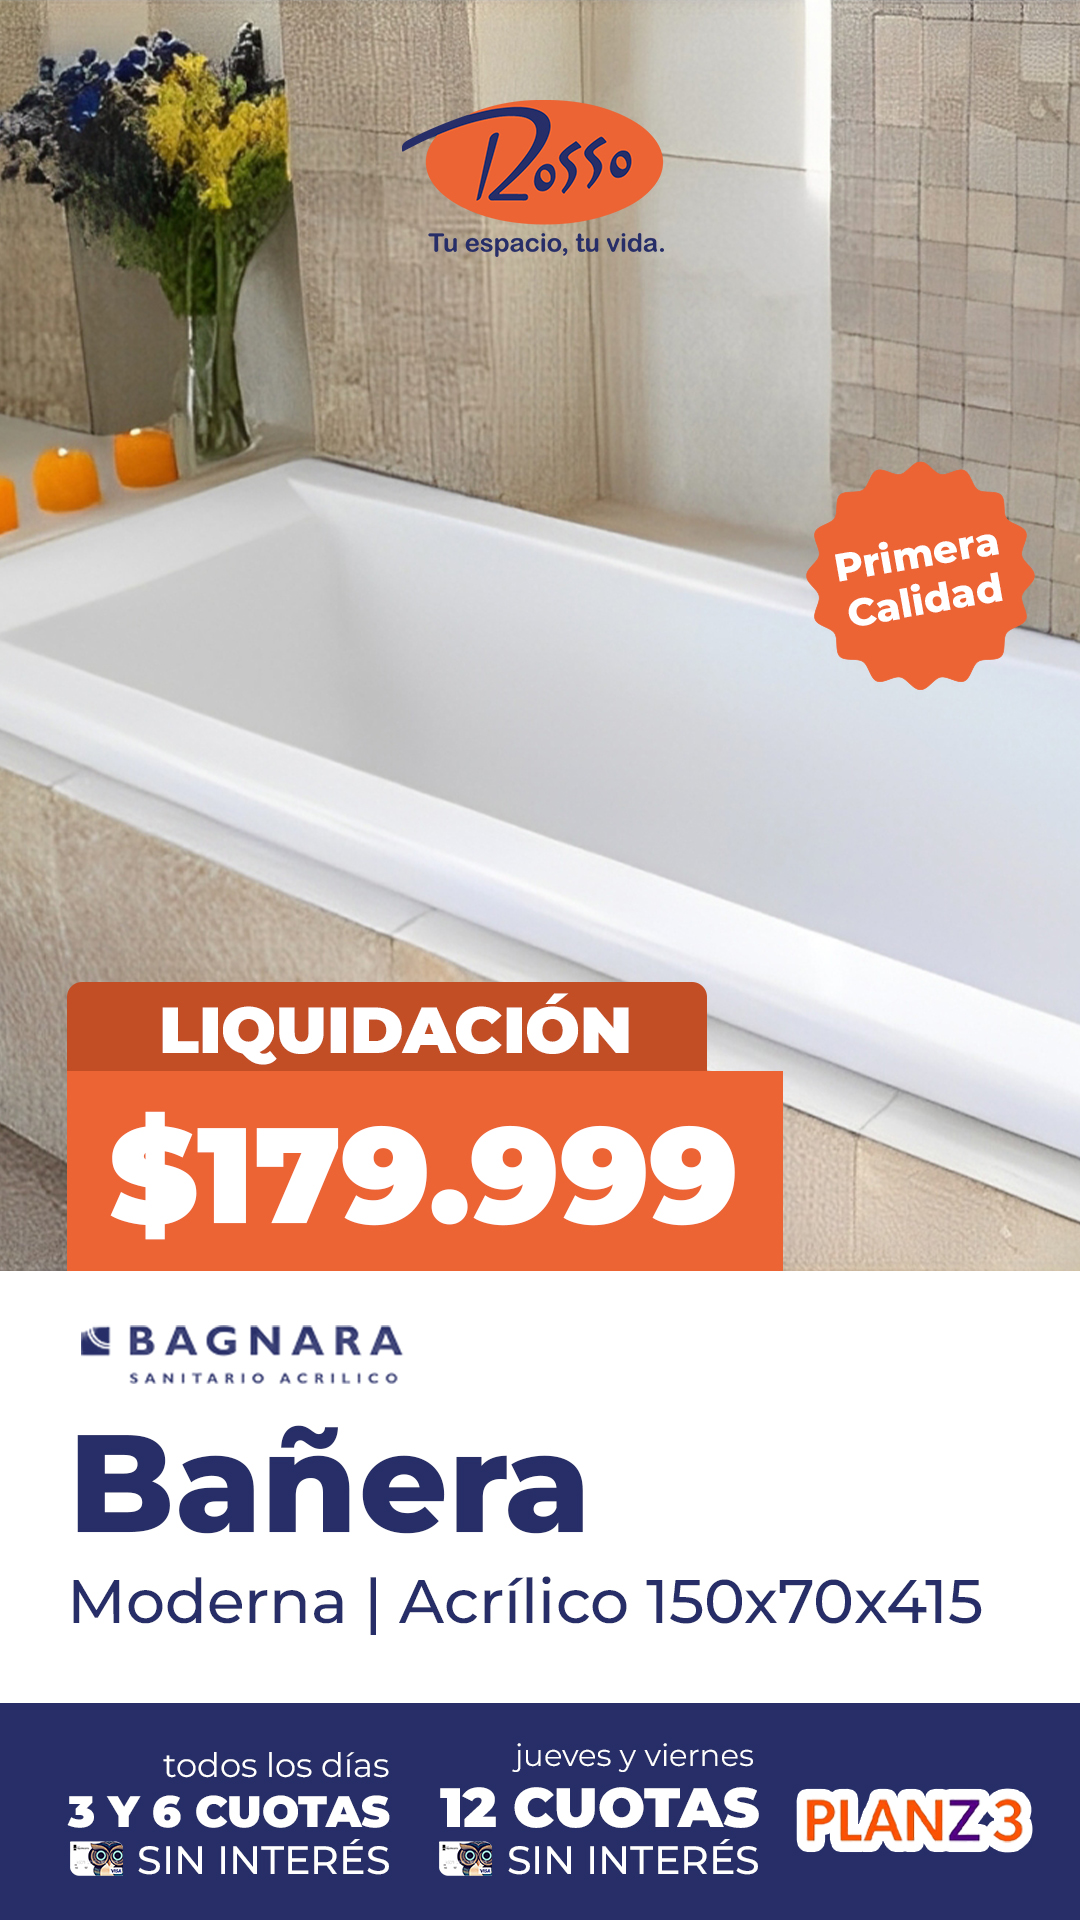 Rosso
Tu espacio, tu vida.
Primera
Calidad
LIQUIDACIÓN
$179.999
BAGNARA
SANITARIO ACRILICO
Bañera
Moderna | Acrílico 150x70x415
todos los días
3 Y 6 CUOTAS
SIN INTERÉS
jueves y viernes
12 CUOTAS
SIN INTERÉS
PLANZ3